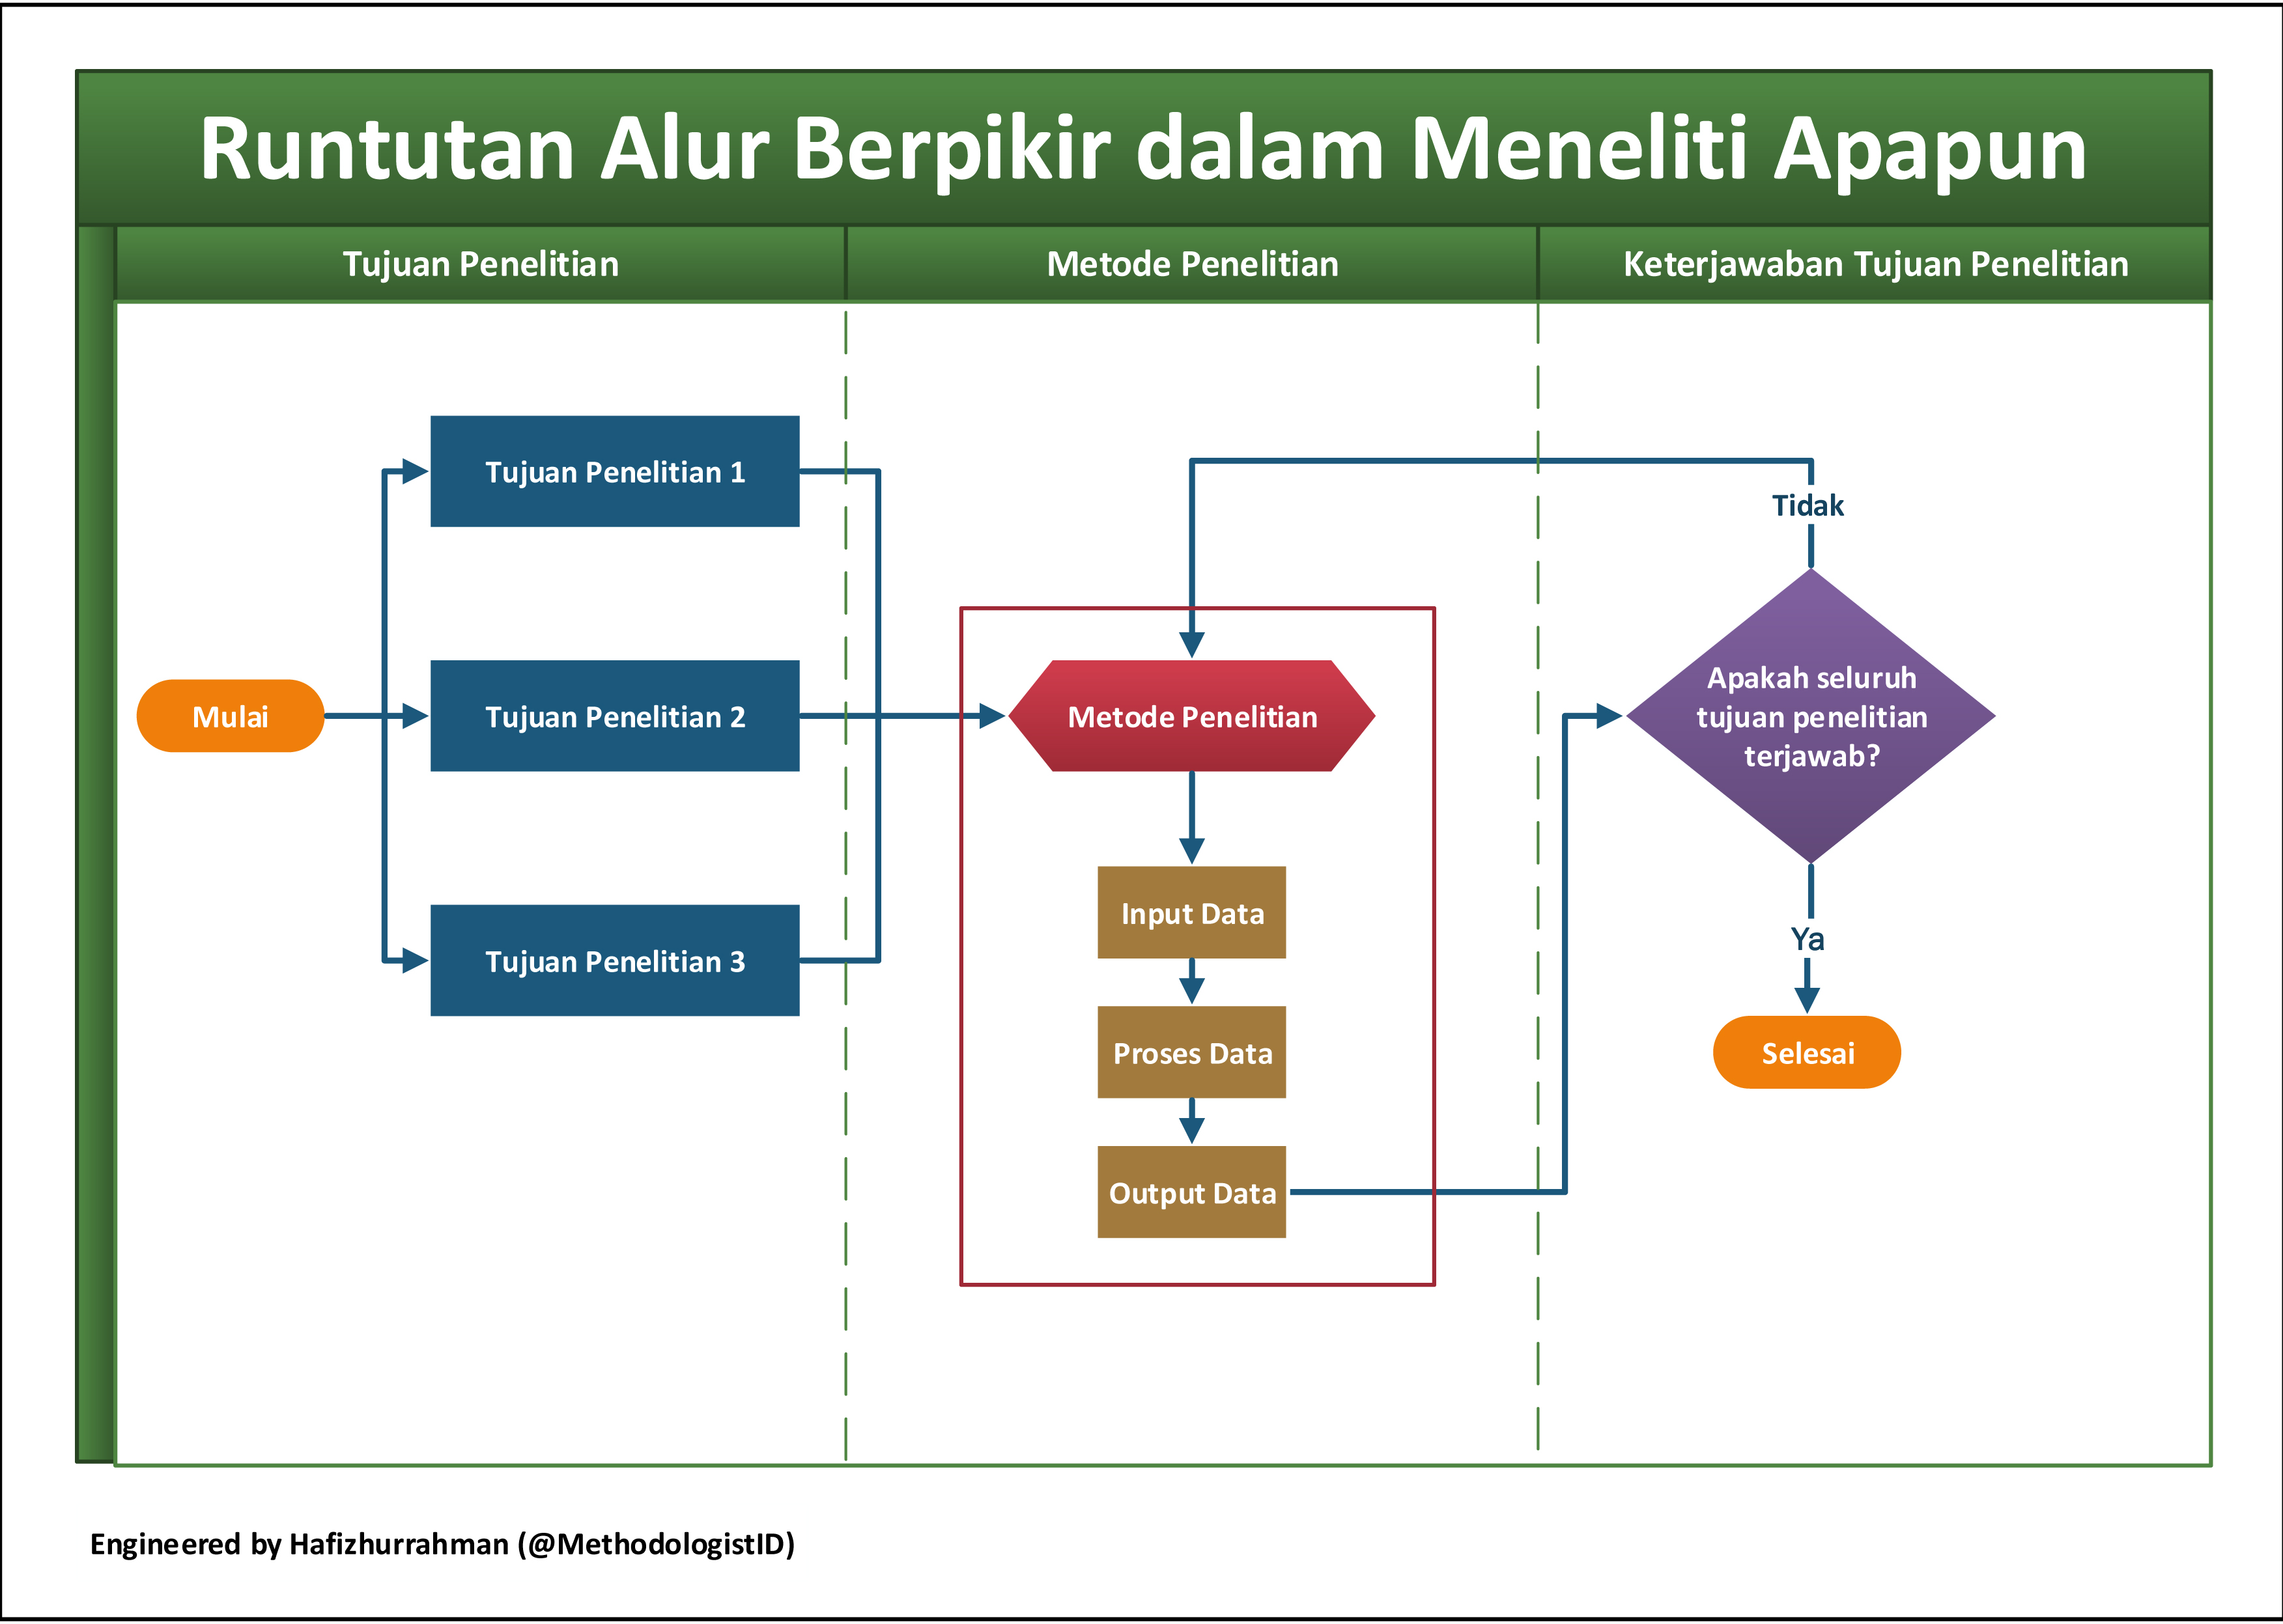 Runtutan Alur Berpikir dalam Meneliti Apapun
Tujuan Penelitian
Metode Penelitian
Keterjawaban Tujuan Penelitian
Mulai
Tujuan Penelitian 1
Tujuan Penelitian 2
Tujuan Penelitian 3
Metode Penelitian
Input Data
Proses Data
Output Data
Tidak
Apakah seluruh
tujuan penelitian
terjawab?
Ya
Selesai
Engineered by Hafizhurrahman (@MethodologistID)